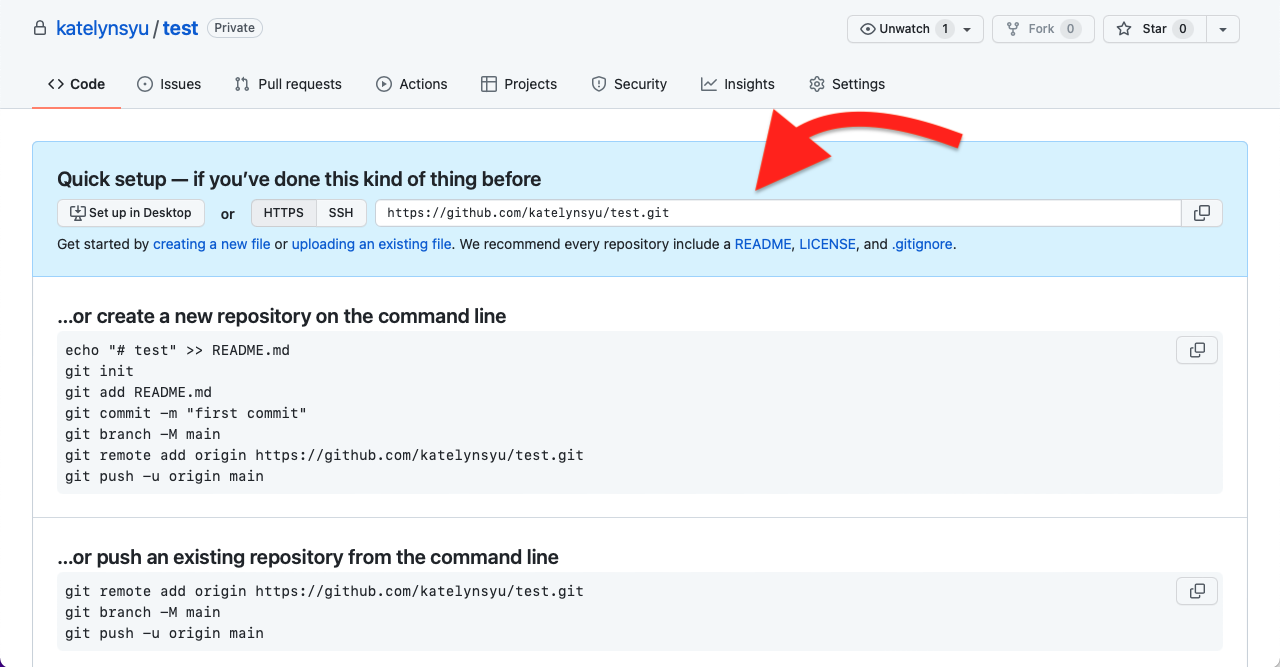 katelynsyu / test Private
Unwatch 1 Fork 0 Star 0
Code Issues Pull requests Actions Projects Security Insights Settings
Quick setup — if you’ve done this kind of thing before
Set up in Desktop or HTTPS SSH https://github.com/katelynsyu/test.git
Get started by creating a new file or uploading an existing file. We recommend every repository include a README, LICENSE, and .gitignore.
…or create a new repository on the command line
echo "# test" >> README.md
git init
git add README.md
git commit -m "first commit"
git branch -M main
git remote add origin https://github.com/katelynsyu/test.git
git push -u origin main
…or push an existing repository from the command line
git remote add origin https://github.com/katelynsyu/test.git
git branch -M main
git push -u origin main